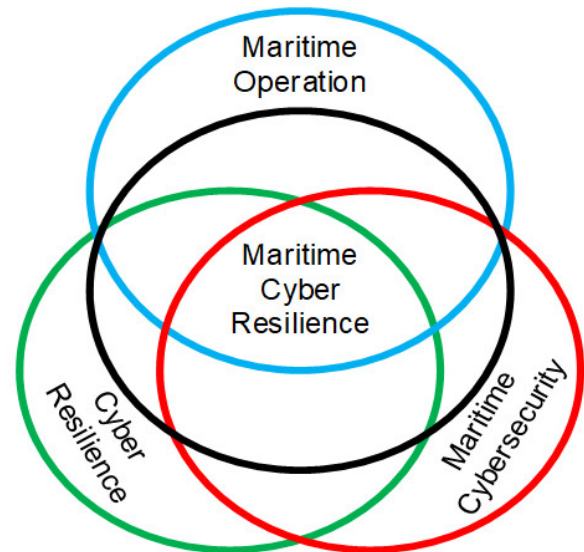 Maritime
Operation
Maritime
Cyber
Resilience
Cyber
Resilience
Maritime
Cybersecurity